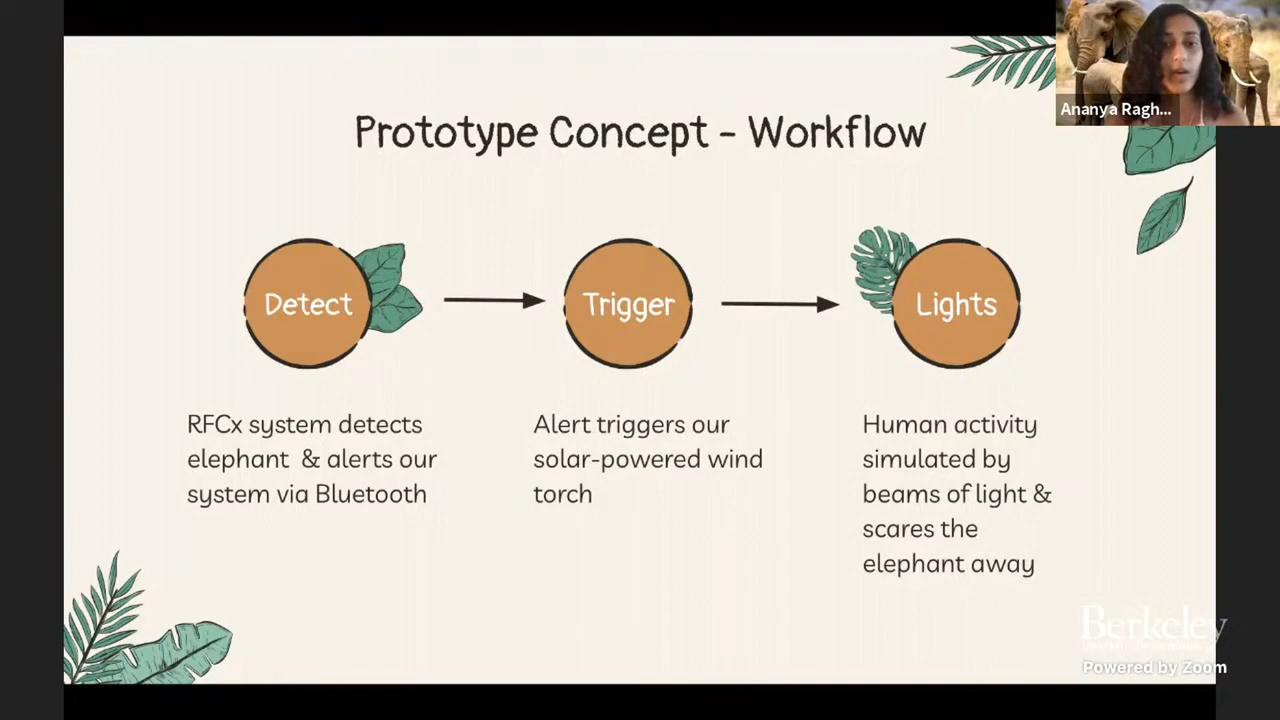 Ananya Ragh...
Prototype Concept - Workflow
Detect
Trigger
Lights
RFCx system detects
elephant & alerts our
system via Bluetooth
Alert triggers our
solar-powered wind
torch
Human activity
simulated by
beams of light &
scares the
elephant away
Berkeley
Powered by Zoom